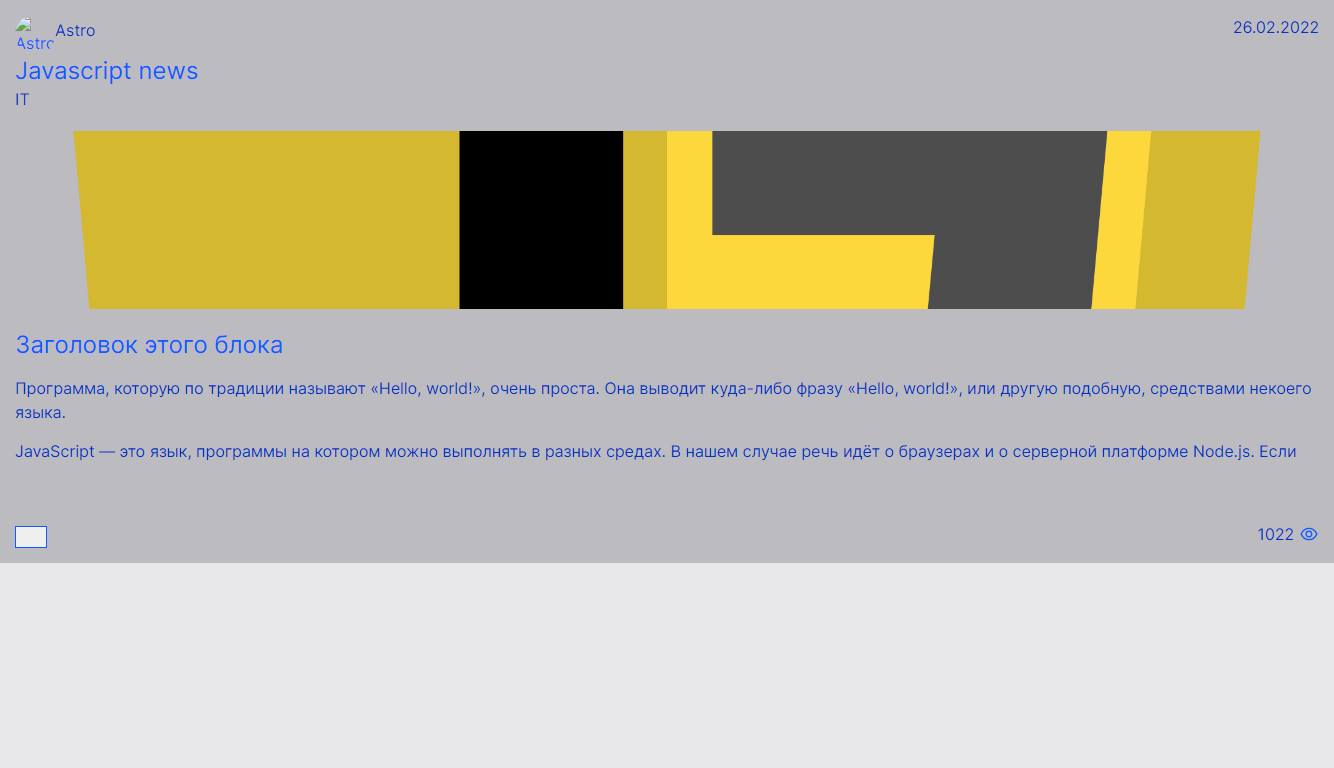 Astro
Astro
26.02.2022
Javascript news
IT
Заголовок этого блока
Программа, которую по традиции называют «Hello, world!», очень проста. Она выводит куда-либо фразу «Hello, world!», или другую подобную, средствами некоего
языка.
JavaScript — это язык, программы на котором можно выполнять в разных средах. В нашем случае речь идёт о браузерах и о серверной платформе Node.js. Если
1022